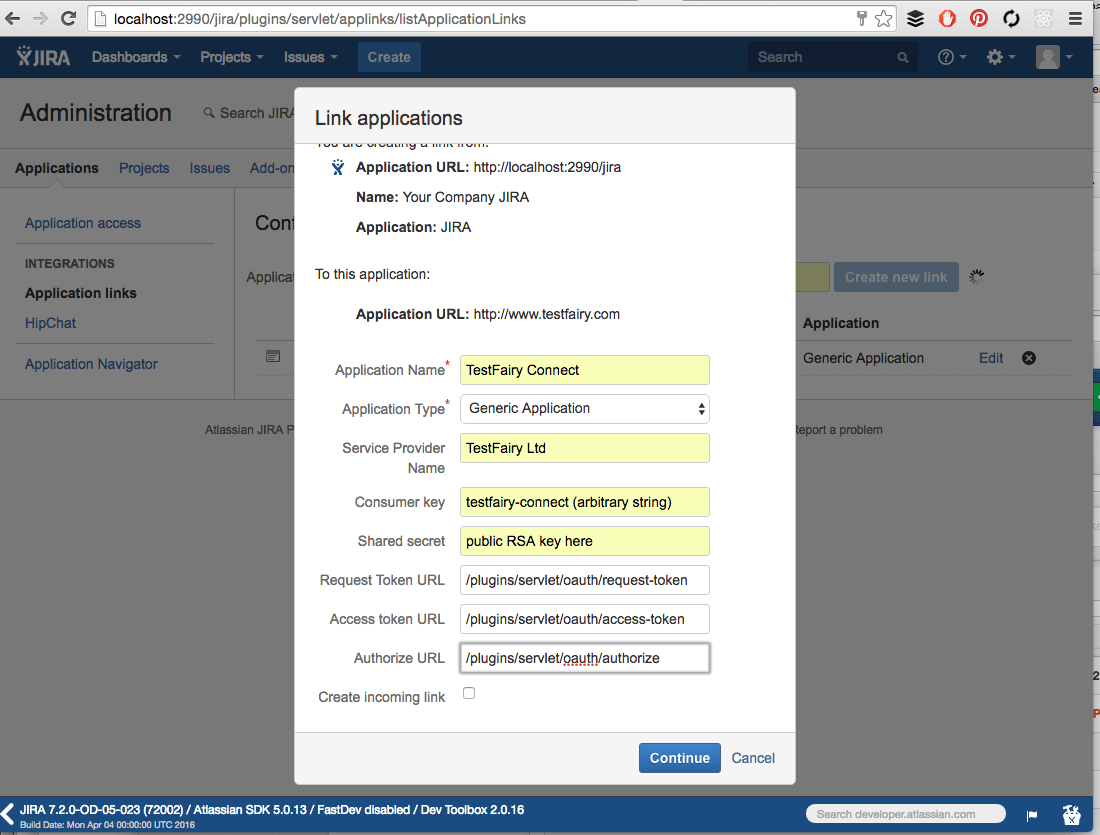 localhost:2990/jira/plugins/servlet/applinks/listApplicationLinks
JIRA Dashboards Projects Issues Create Search
Administration Search JIRA
Applications Projects Issues Add-on
Link applications
You are creating a link from:
Application URL: http://localhost:2990/jira
Name: Your Company JIRA
Application: JIRA
To this application:
Application URL: http://www.testfairy.com
Application Name* TestFairy Connect
Application Type* Generic Application
Service Provider Name TestFairy Ltd
Consumer key testfairy-connect (arbitrary string)
Shared secret public RSA key here
Request Token URL /plugins/servlet/oauth/request-token
Access token URL /plugins/servlet/oauth/access-token
Authorize URL /plugins/servlet/oauth/authorize
Create incoming link
Continue Cancel
Application access
INTEGRATIONS
Application links
HipChat
Application Navigator
Conf
Applicat
Create new link
Application
Generic Application Edit
Atlassian JIRA P
Report a problem
JIRA 7.2.0-OD-05-023 (72002) / Atlassian SDK 5.0.13 / FastDev disabled / Dev Toolbox 2.0.16
Build Date: Mon Apr 04 00:00:00 UTC 2016
Search developer.atlassian.com